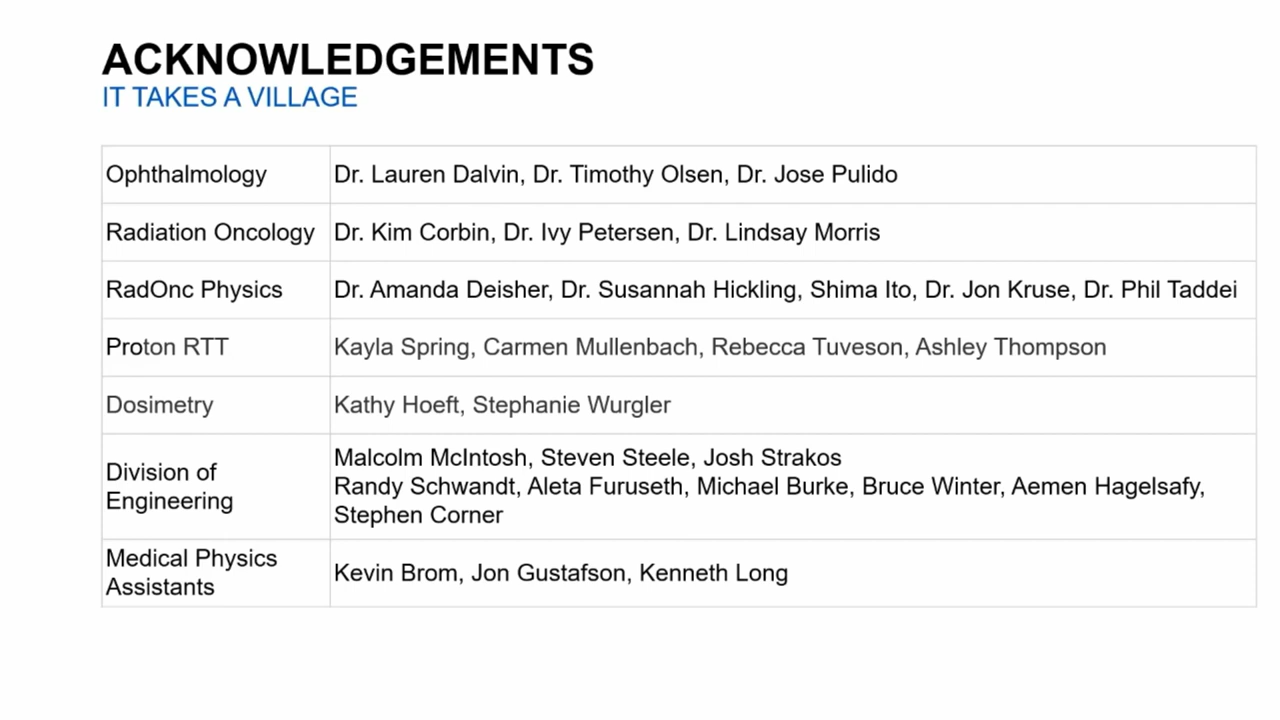 ACKNOWLEDGEMENTS
IT TAKES A VILLAGE
Ophthalmology Dr. Lauren Dalvin, Dr. Timothy Olsen, Dr. Jose Pulido
Radiation Oncology Dr. Kim Corbin, Dr. Ivy Petersen, Dr. Lindsay Morris
RadOnc Physics Dr. Amanda Deisher, Dr. Susannah Hickling, Shima Ito, Dr. Jon Kruse, Dr. Phil Taddei
Proton RTT Kayla Spring, Carmen Mullenbach, Rebecca Tuveson, Ashley Thompson
Dosimetry Kathy Hoeft, Stephanie Wurgler
Division of
Engineering
Malcolm McIntosh, Steven Steele, Josh Strakos
Randy Schwandt, Aleta Furuseth, Michael Burke, Bruce Winter, Aemen Hagelsafy,
Stephen Corner
Medical Physics
Assistants
Kevin Brom, Jon Gustafson, Kenneth Long